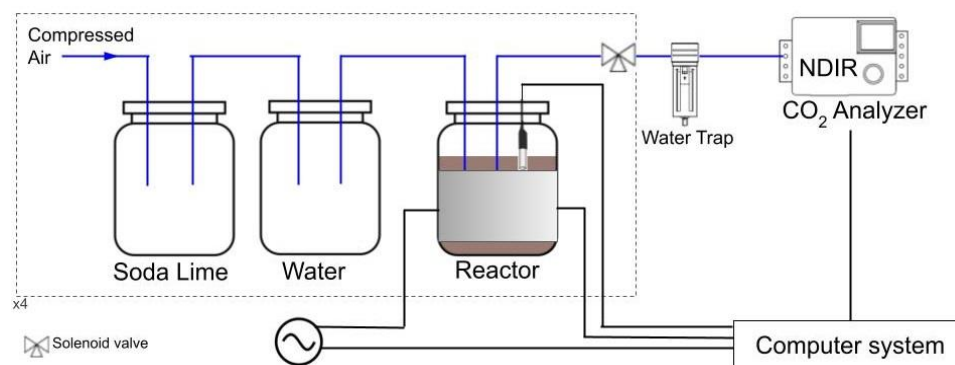 Compressed
Air
NDIR
CO₂ Analyzer
Water Trap
Soda Lime
Water
Reactor
x4
Solenoid valve
Computer system